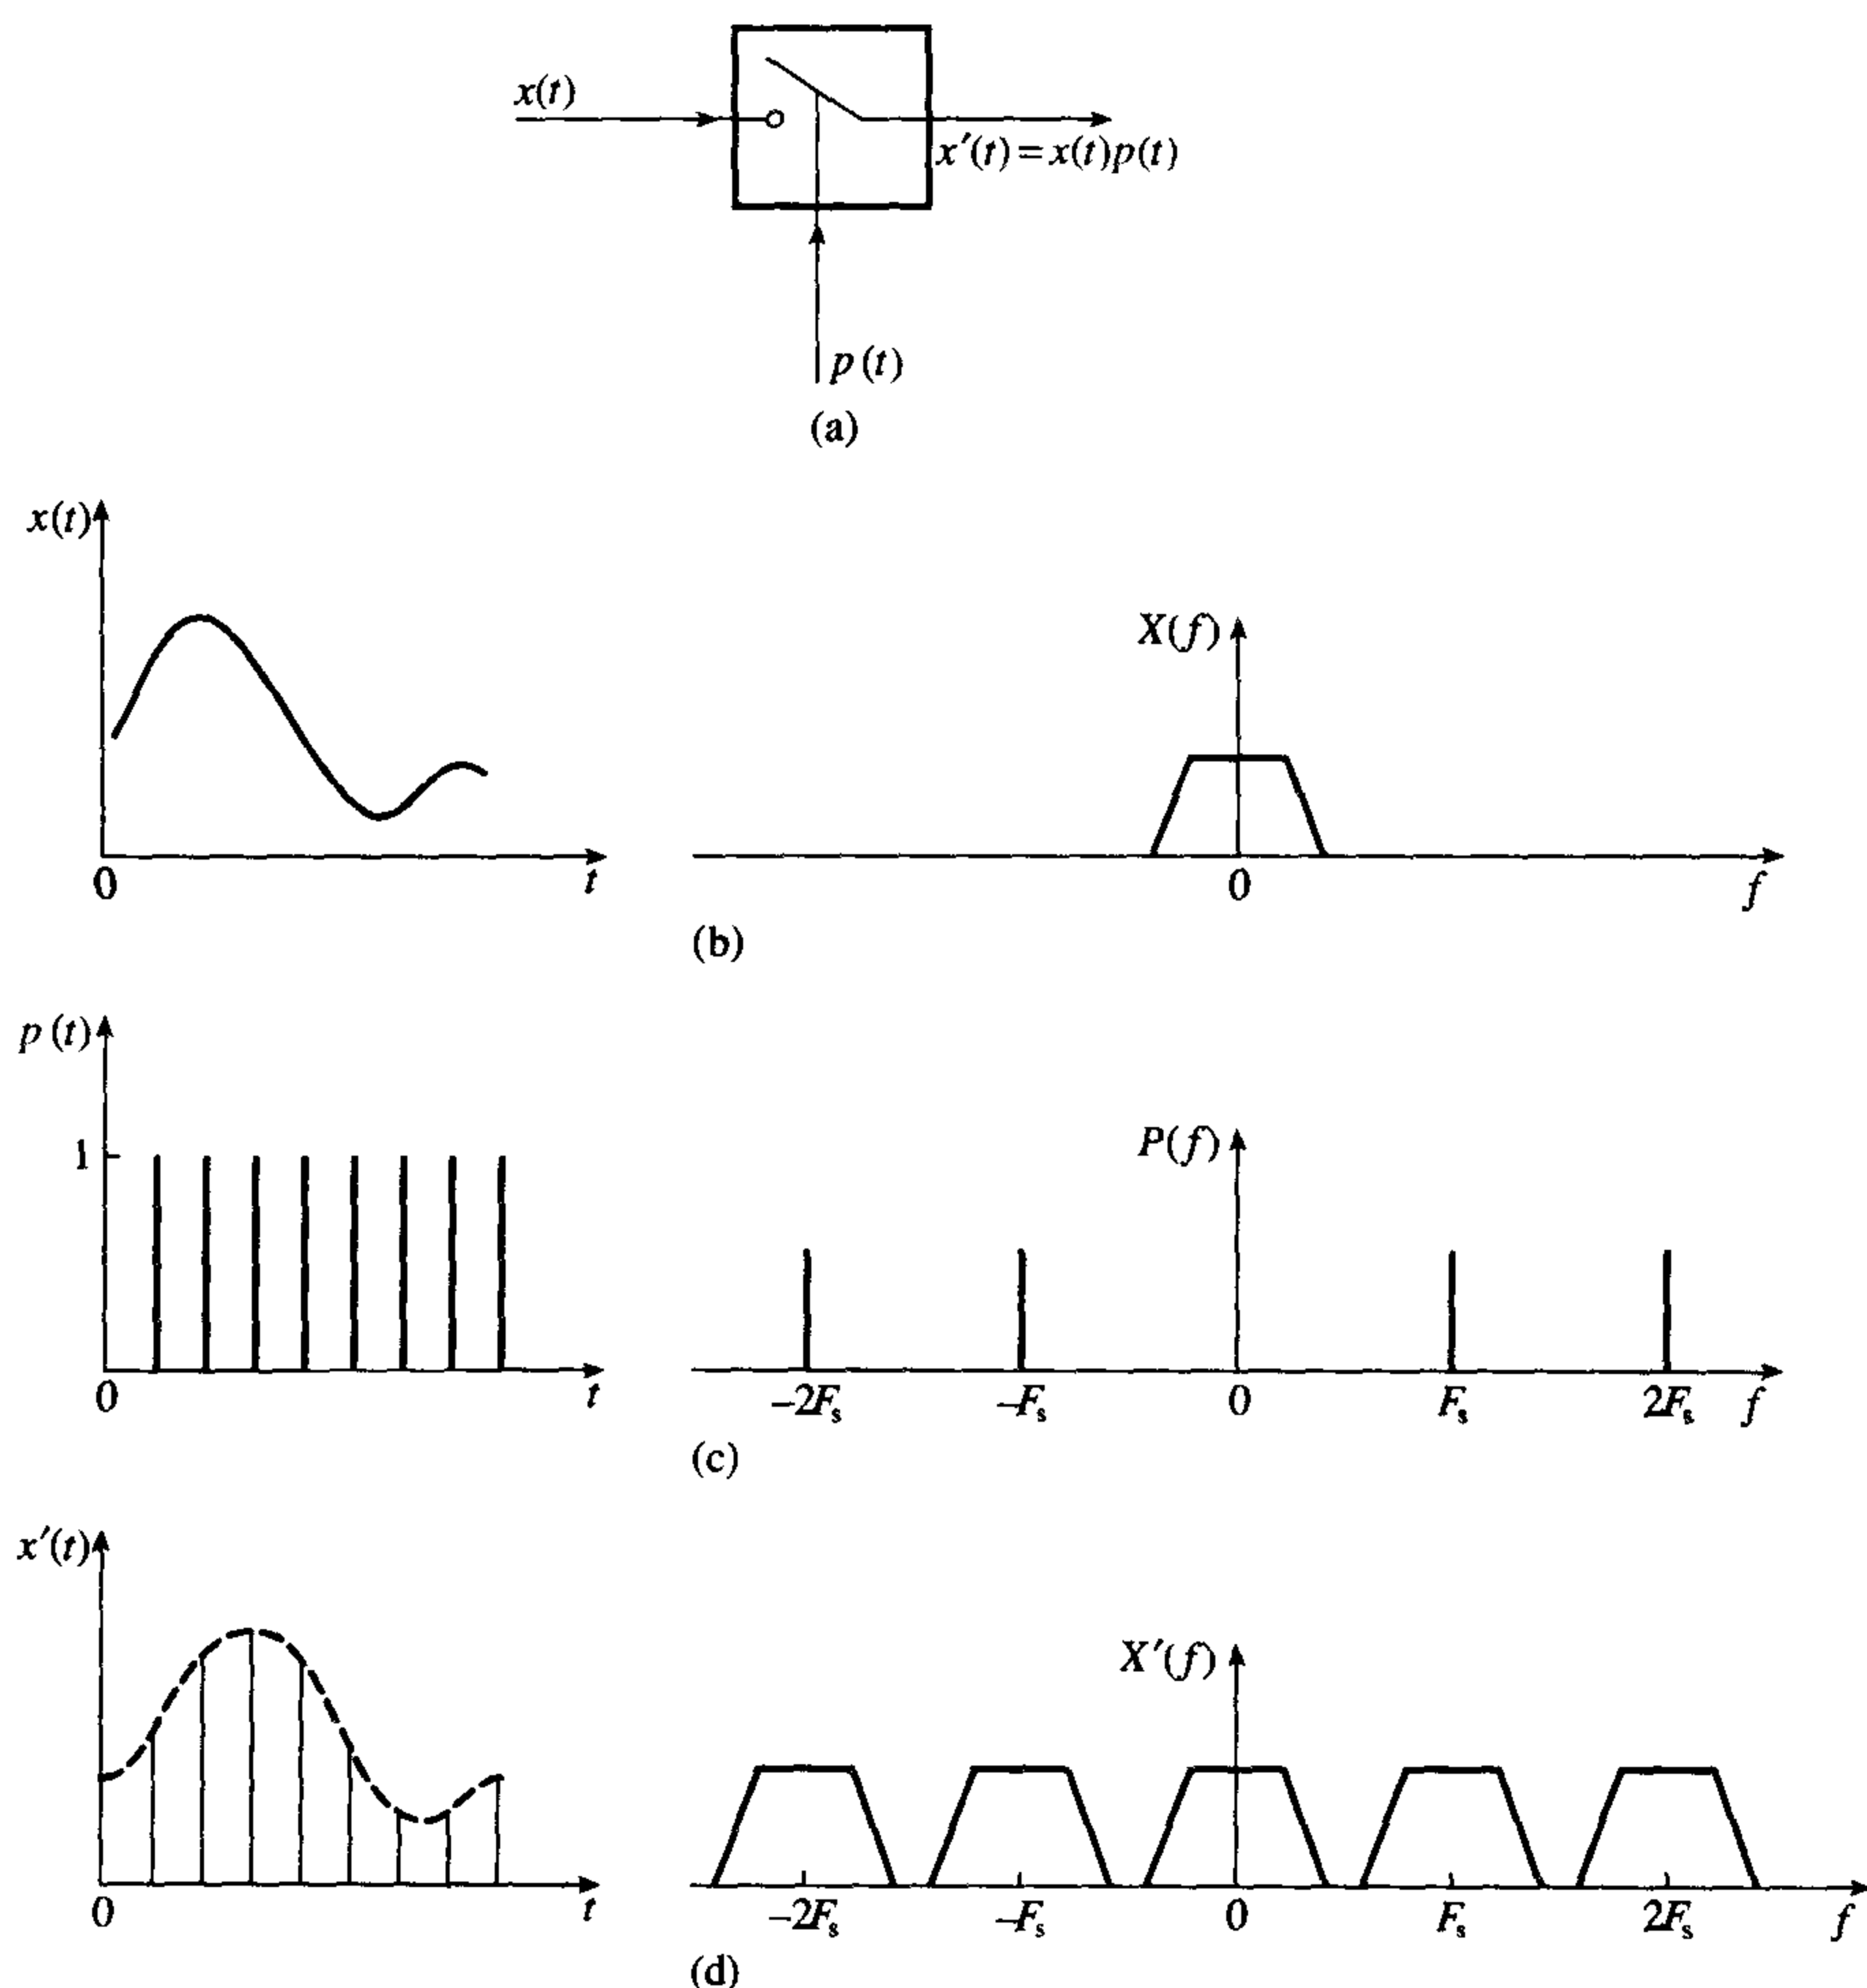 x(t)
x′(t)=x(t)p(t)
p(t)
(a)
x(t)
0
t
X(f)
0
f
(b)
p(t)
1
0
t
P(f)
-2Fs
-Fs
0
Fs
2Fs
f
(c)
x′(t)
0
t
X′(f)
-2Fs
-Fs
0
Fs
2Fs
f
(d)